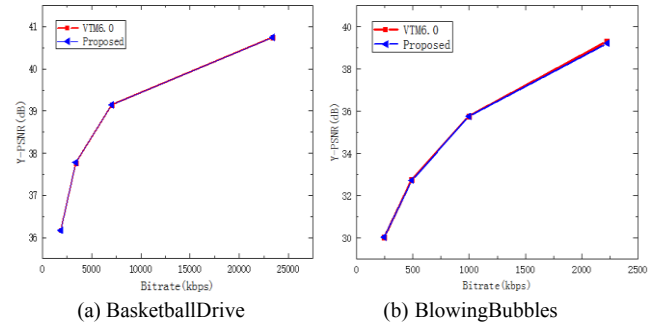 VTM6.0
Proposed
41
40
39
38
37
36
Y-PSNR(dB)
0
5000
10000
15000
20000
25000
Bitrate(kbps)
(a) BasketballDrive
VTM6.0
Proposed
40
38
36
34
32
30
Y-PSNR(dB)
0
500
1000
1500
2000
2500
Bitrate(kbps)
(b) BlowingBubbles